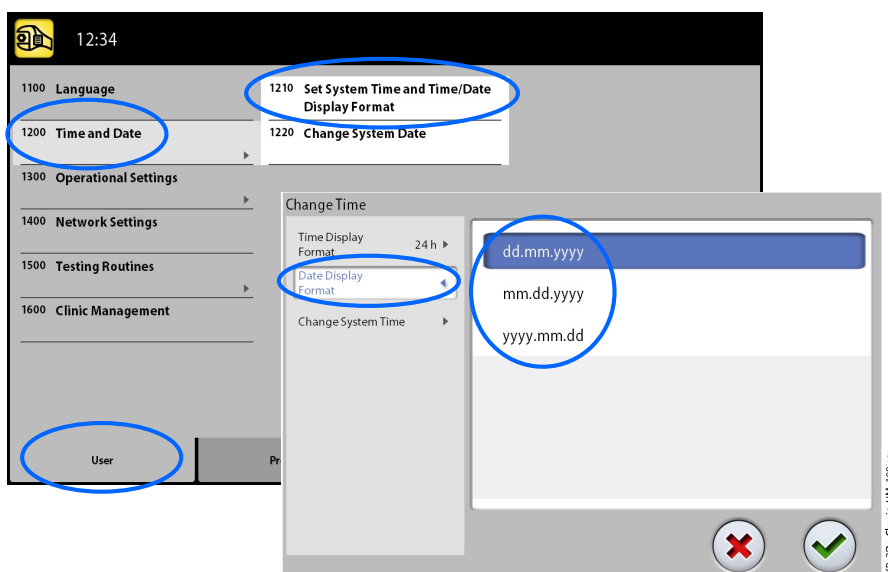 12:34
1100 Language
1200 Time and Date
1300 Operational Settings
1400 Network Settings
1500 Testing Routines
1600 Clinic Management
1210 Set System Time and Time/Date
Display Format
1220 Change System Date
User
Change Time
Time Display
Format
24 h
Date Display
Format
Change System Time
dd.mm.yyyy
mm.dd.yyyy
yyyy.mm.dd